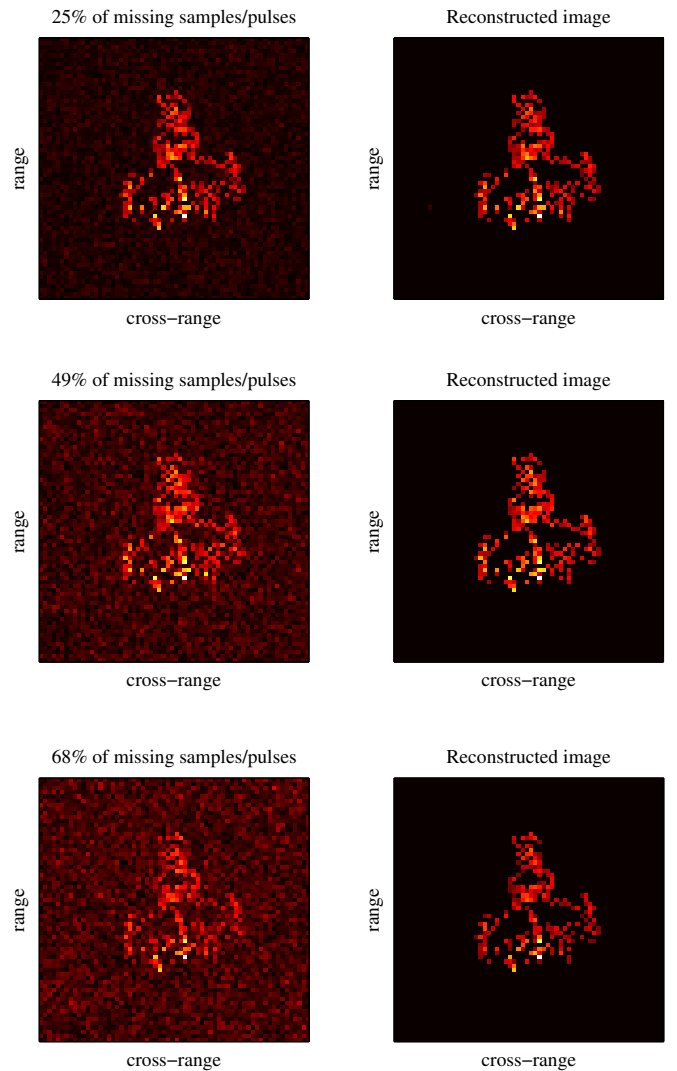 25% of missing samples/pulses
Reconstructed image
range
range
cross−range
cross−range
49% of missing samples/pulses
Reconstructed image
range
range
cross−range
cross−range
68% of missing samples/pulses
Reconstructed image
range
range
cross−range
cross−range